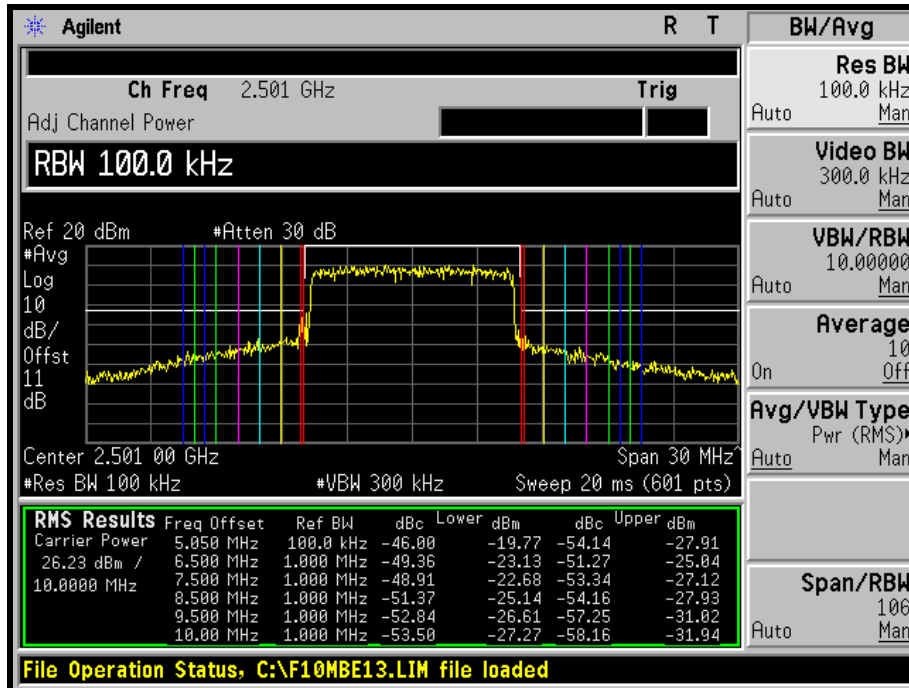 Agilent R T BW/Avg
Ch Freq 2.501 GHz Trig
Adj Channel Power
RBW 100.0 kHz
Ref 20 dBm #Atten 30 dB
#Avg
Log
10
dB/
Offst
11
dB
Center 2.501 00 GHz Span 30 MHz^
#Res BW 100 kHz #VBW 300 kHz Sweep 20 ms (601 pts)
RMS Results Freq Offset Ref BW dBc Lower dBm dBc Upper dBm
Carrier Power 5.050 MHz 100.0 kHz -46.00 -19.77 -54.14 -27.91
26.23 dBm / 6.500 MHz 1.000 MHz -49.36 -23.13 -51.27 -25.04
10.0000 MHz 7.500 MHz 1.000 MHz -48.91 -22.68 -53.34 -27.12
8.500 MHz 1.000 MHz -51.37 -25.14 -54.16 -27.93
9.500 MHz 1.000 MHz -52.84 -26.61 -57.25 -31.02
10.00 MHz 1.000 MHz -53.50 -27.27 -58.16 -31.94
File Operation Status, C:\F10MBE13.LIM file loaded
Res BW
100.0 kHz
Auto Man
Video BW
300.0 kHz
Auto Man
VBW/RBW
10.00000
Auto Man
Average
10
On Off
Avg/VBW Type
Pwr (RMS)
Auto Man
Span/RBW
106
Auto Man